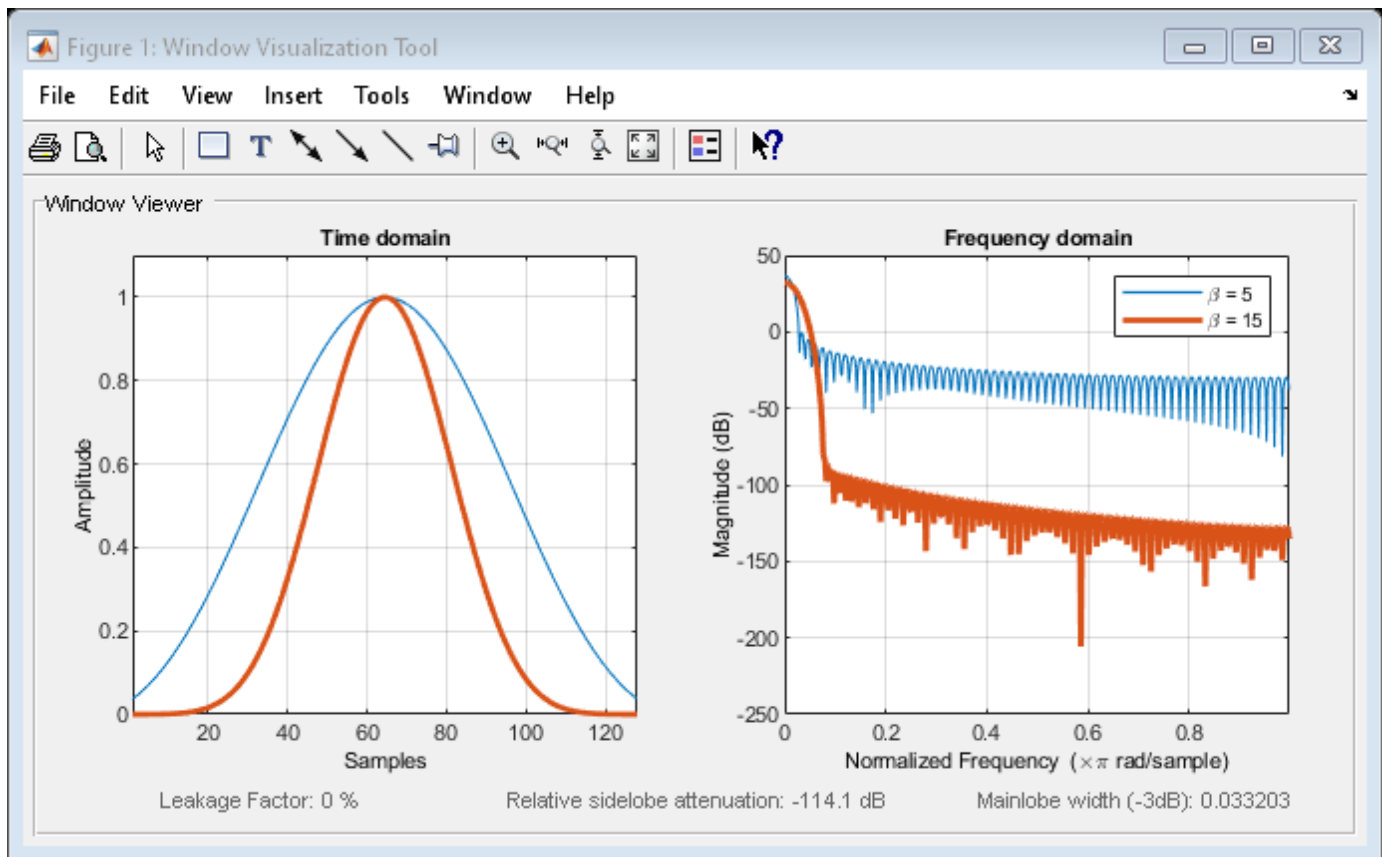 Figure 1: Window Visualization Tool
File Edit View Insert Tools Window Help
T
Window Viewer
Time domain
1
0.8
0.6
0.4
0.2
0
Amplitude
20 40 60 80 100 120
Samples
Frequency domain
50
0
-50
-100
-150
-200
-250
Magnitude (dB)
β = 5
β = 15
0 0.2 0.4 0.6 0.8
Normalized Frequency (×π rad/sample)
Leakage Factor: 0 % Relative sidelobe attenuation: -114.1 dB Mainlobe width (-3dB): 0.033203